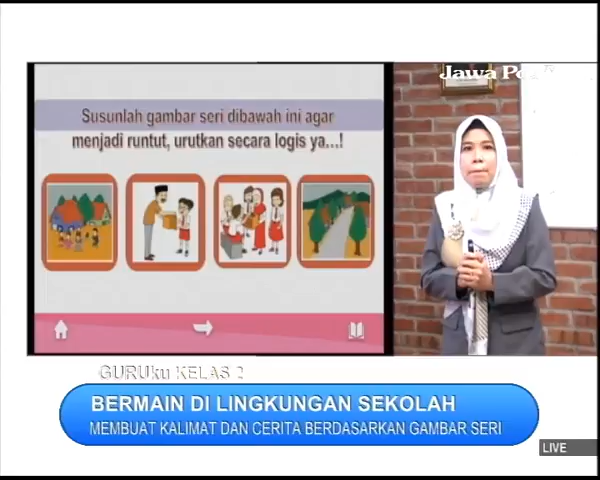 Jawa Po
Susunlah gambar seri dibawah ini agar
menjadi runtut, urutkan secara logis ya...!
GURUku KELAS 2
BERMAIN DI LINGKUNGAN SEKOLAH
MEMBUAT KALIMAT DAN CERITA BERDASARKAN GAMBAR SERI
LIVE